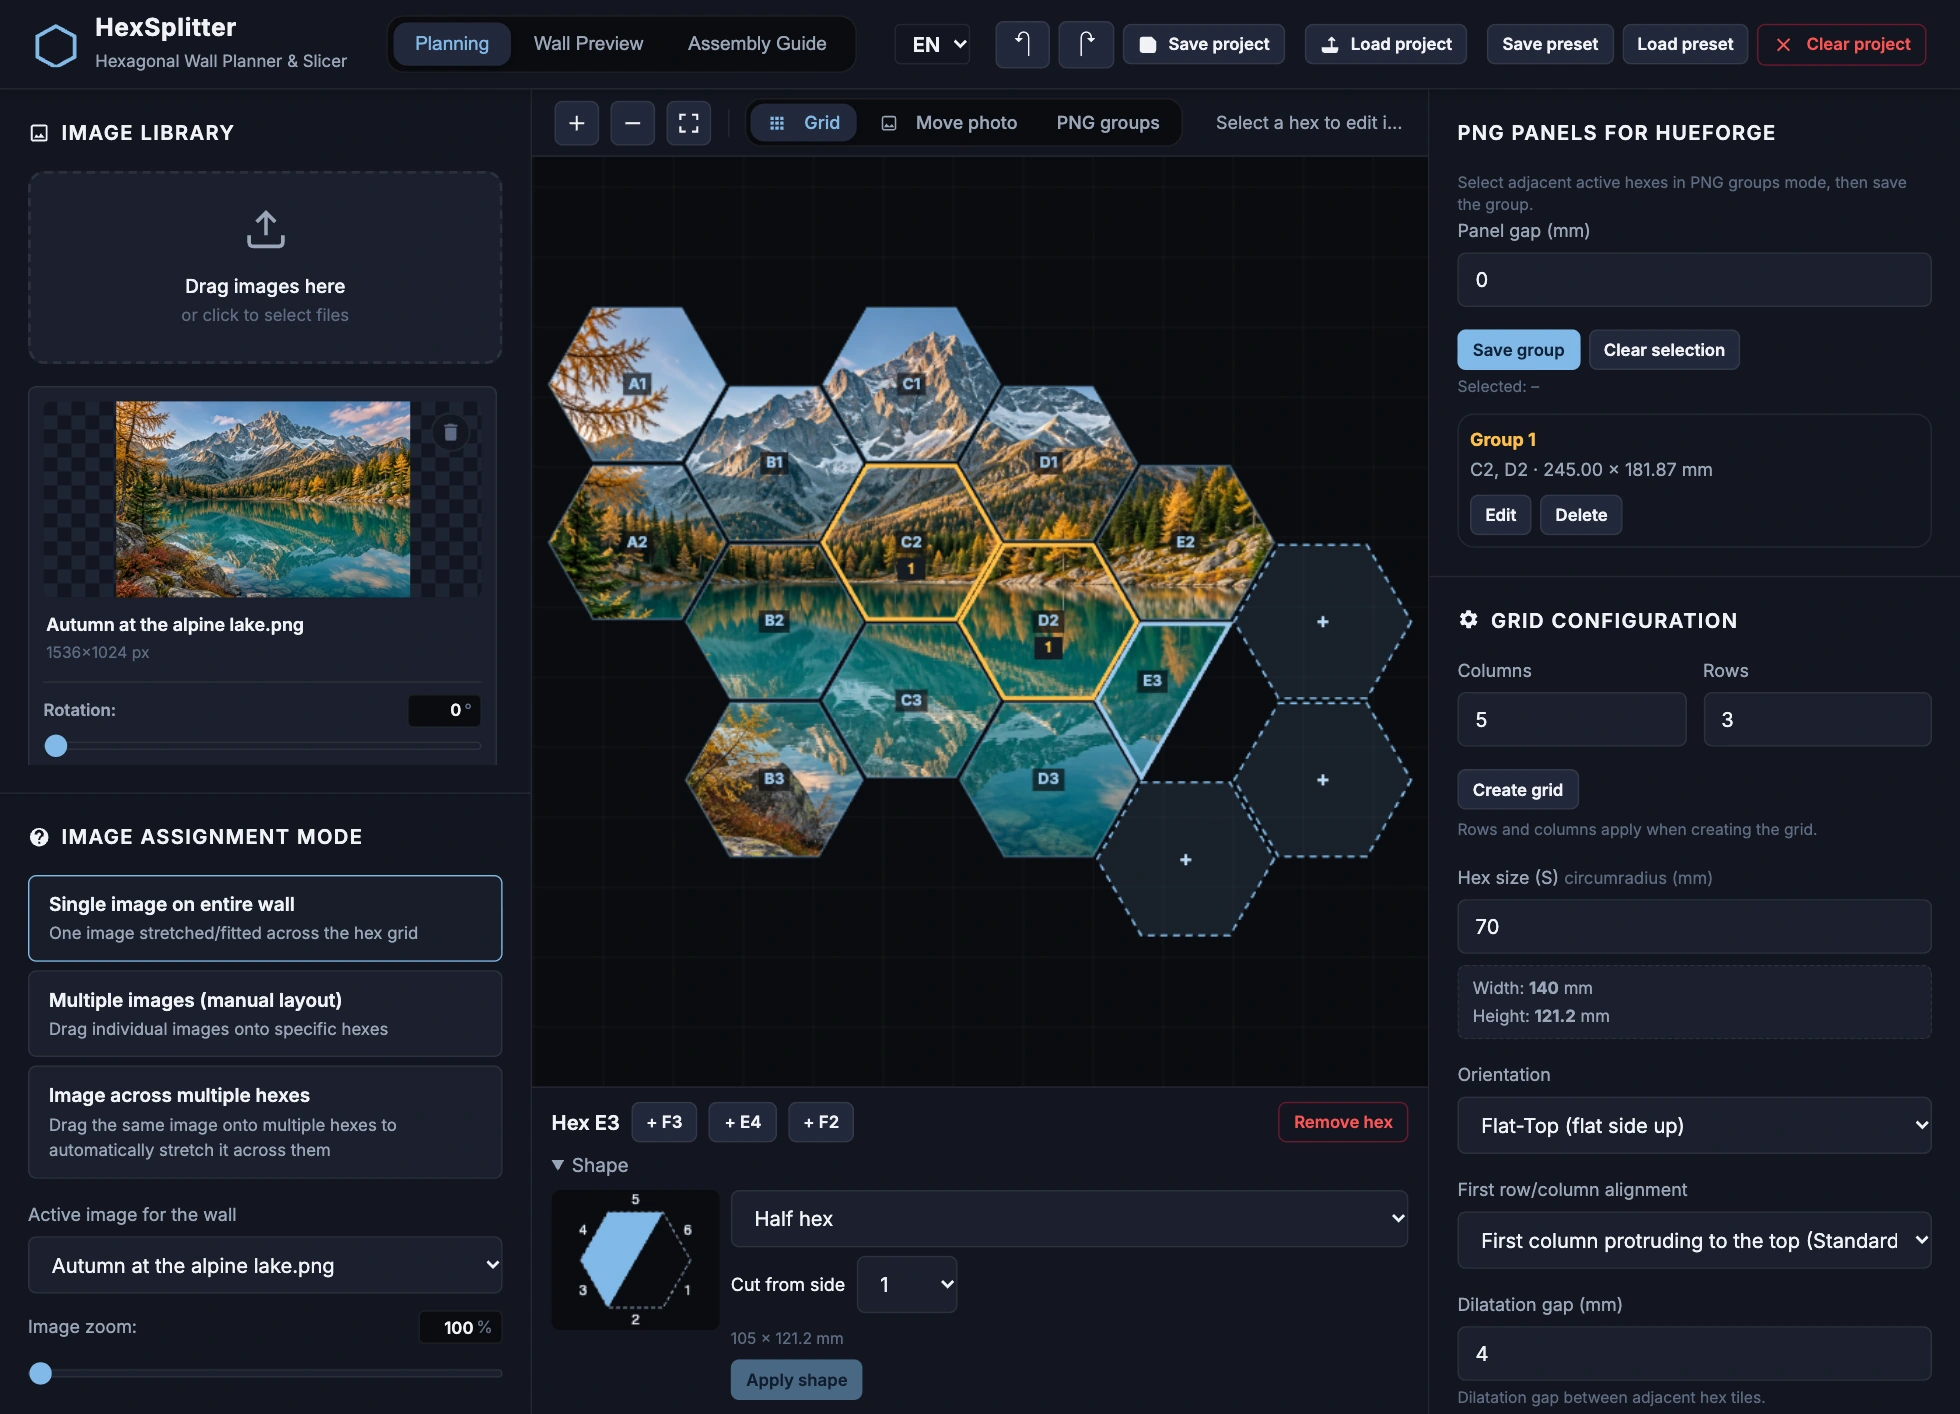 HexSplitter
Hexagonal Wall Planner & Slicer
Planning
Wall Preview
Assembly Guide
EN
Save project
Load project
Save preset
Load preset
Clear project
IMAGE LIBRARY
Drag images here
or click to select files
Autumn at the alpine lake.png
1536×1024 px
Rotation:
0 °
IMAGE ASSIGNMENT MODE
Single image on entire wall
One image stretched/fitted across the hex grid
Multiple images (manual layout)
Drag individual images onto specific hexes
Image across multiple hexes
Drag the same image onto multiple hexes to
automatically stretch it across them
Active image for the wall
Autumn at the alpine lake.png
Image zoom:
100 %
Grid
Move photo
PNG groups
Select a hex to edit i...
A1
C1
B1
D1
A2
C2
1
E2
B2
D2
1
E3
C3
B3
D3
+
+
+
Hex E3
+ F3
+ E4
+ F2
Remove hex
▼ Shape
5
4
6
3
1
2
Half hex
Cut from side
1
105 × 121.2 mm
Apply shape
PNG PANELS FOR HUEFORGE
Select adjacent active hexes in PNG groups mode, then save
the group.
Panel gap (mm)
0
Save group
Clear selection
Selected: –
Group 1
C2, D2 · 245.00 × 181.87 mm
Edit
Delete
GRID CONFIGURATION
Columns
Rows
5
3
Create grid
Rows and columns apply when creating the grid.
Hex size (S) circumradius (mm)
70
Width: 140 mm
Height: 121.2 mm
Orientation
Flat-Top (flat side up)
First row/column alignment
First column protruding to the top (Standard
Dilatation gap (mm)
4
Dilatation gap between adjacent hex tiles.